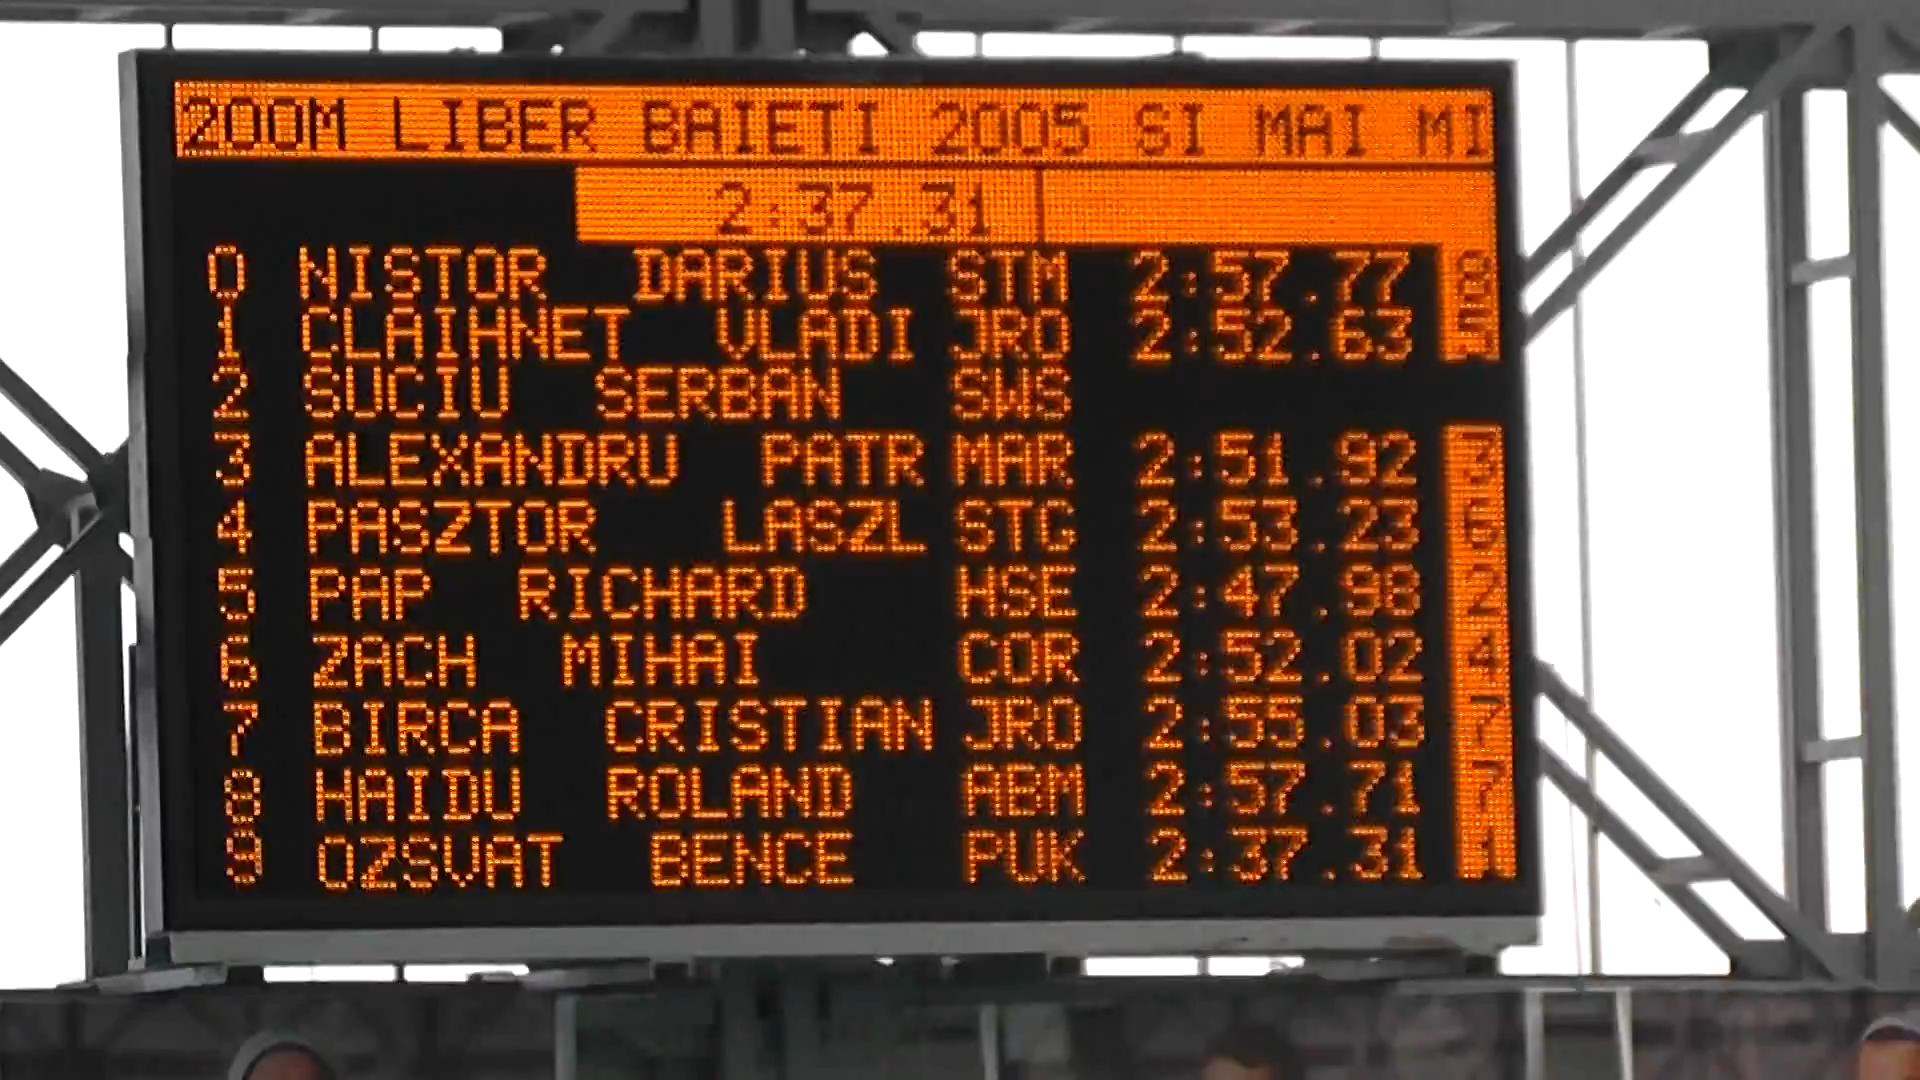 200M LIBER BAIETI 2005 SI MAI MI
2:37.31
0 NISTOR DARIUS STM 2:57.77
1 CLAIHNET VLADI JRO 2:52.63 5
2 SUCIU SERBAN SWS
3 ALEXANDRU PATR MAR 2:51.92 3
4 PASZTOR LASZL STG 2:53.23
5 PAP RICHARD HSE 2:47.98 2
6 ZACH MIHAI COR 2:52.02 4
7 BIRCA CRISTIAN JRO 2:55.03 7
8 HAIDU ROLAND ABM 2:57.71
9 OZSVAT BENCE PUK 2:37.31 1